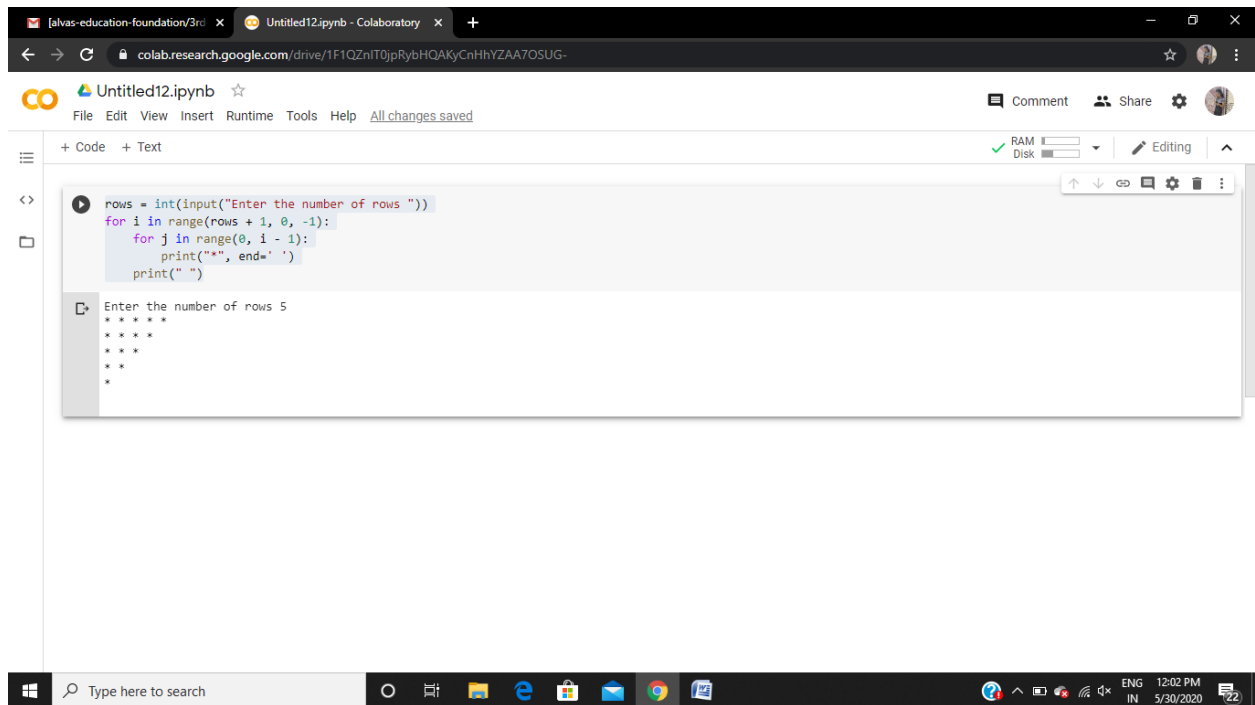 [alvas-education-foundation/3rd
Untitled12.ipynb - Colaboratory
colab.research.google.com/drive/1F1QZnIT0jpRybHQAKyCnHhYZAA7OSUG-
Untitled12.ipynb
Comment Share
File Edit View Insert Runtime Tools Help All changes saved
+ Code + Text
RAM
Disk
Editing
rows = int(input("Enter the number of rows "))
for i in range(rows + 1, 0, -1):
    for j in range(0, i - 1):
        print("*", end=' ')
    print(" ")
Enter the number of rows 5
* * * * *
* * * *
* * *
* *
*
Type here to search
ENG 12:02 PM
IN 5/30/2020
22